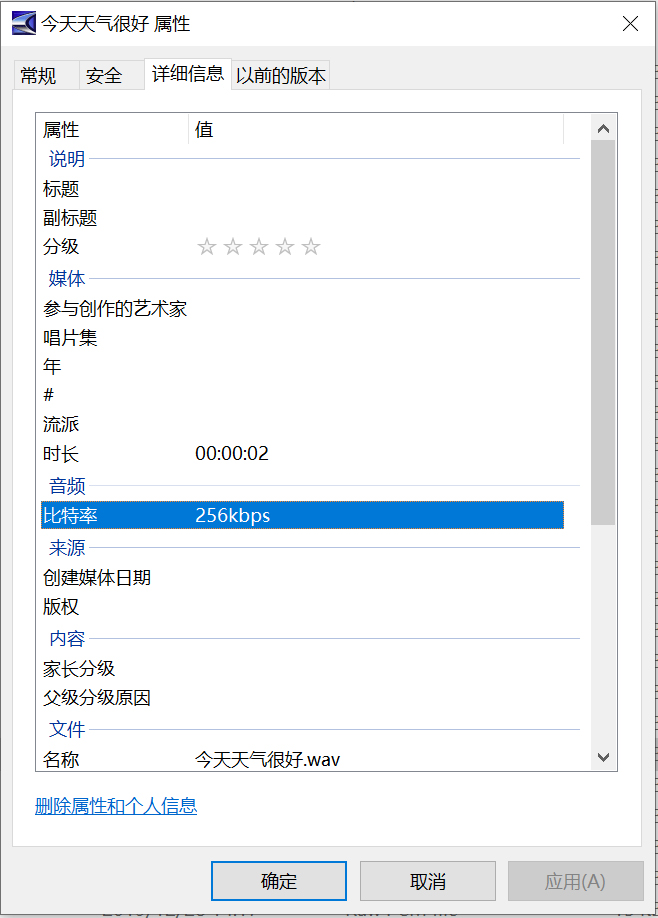 今天天气很好 属性
常规 安全 详细信息 以前的版本
属性 值
说明
标题
副标题
分级 ☆☆☆☆☆
媒体
参与创作的艺术家
唱片集
年
#
流派
时长 00:00:02
音频
比特率 256kbps
来源
创建媒体日期
版权
内容
家长分级
父级分级原因
文件
名称 今天天气很好.wav
删除属性和个人信息
确定 取消 应用(A)